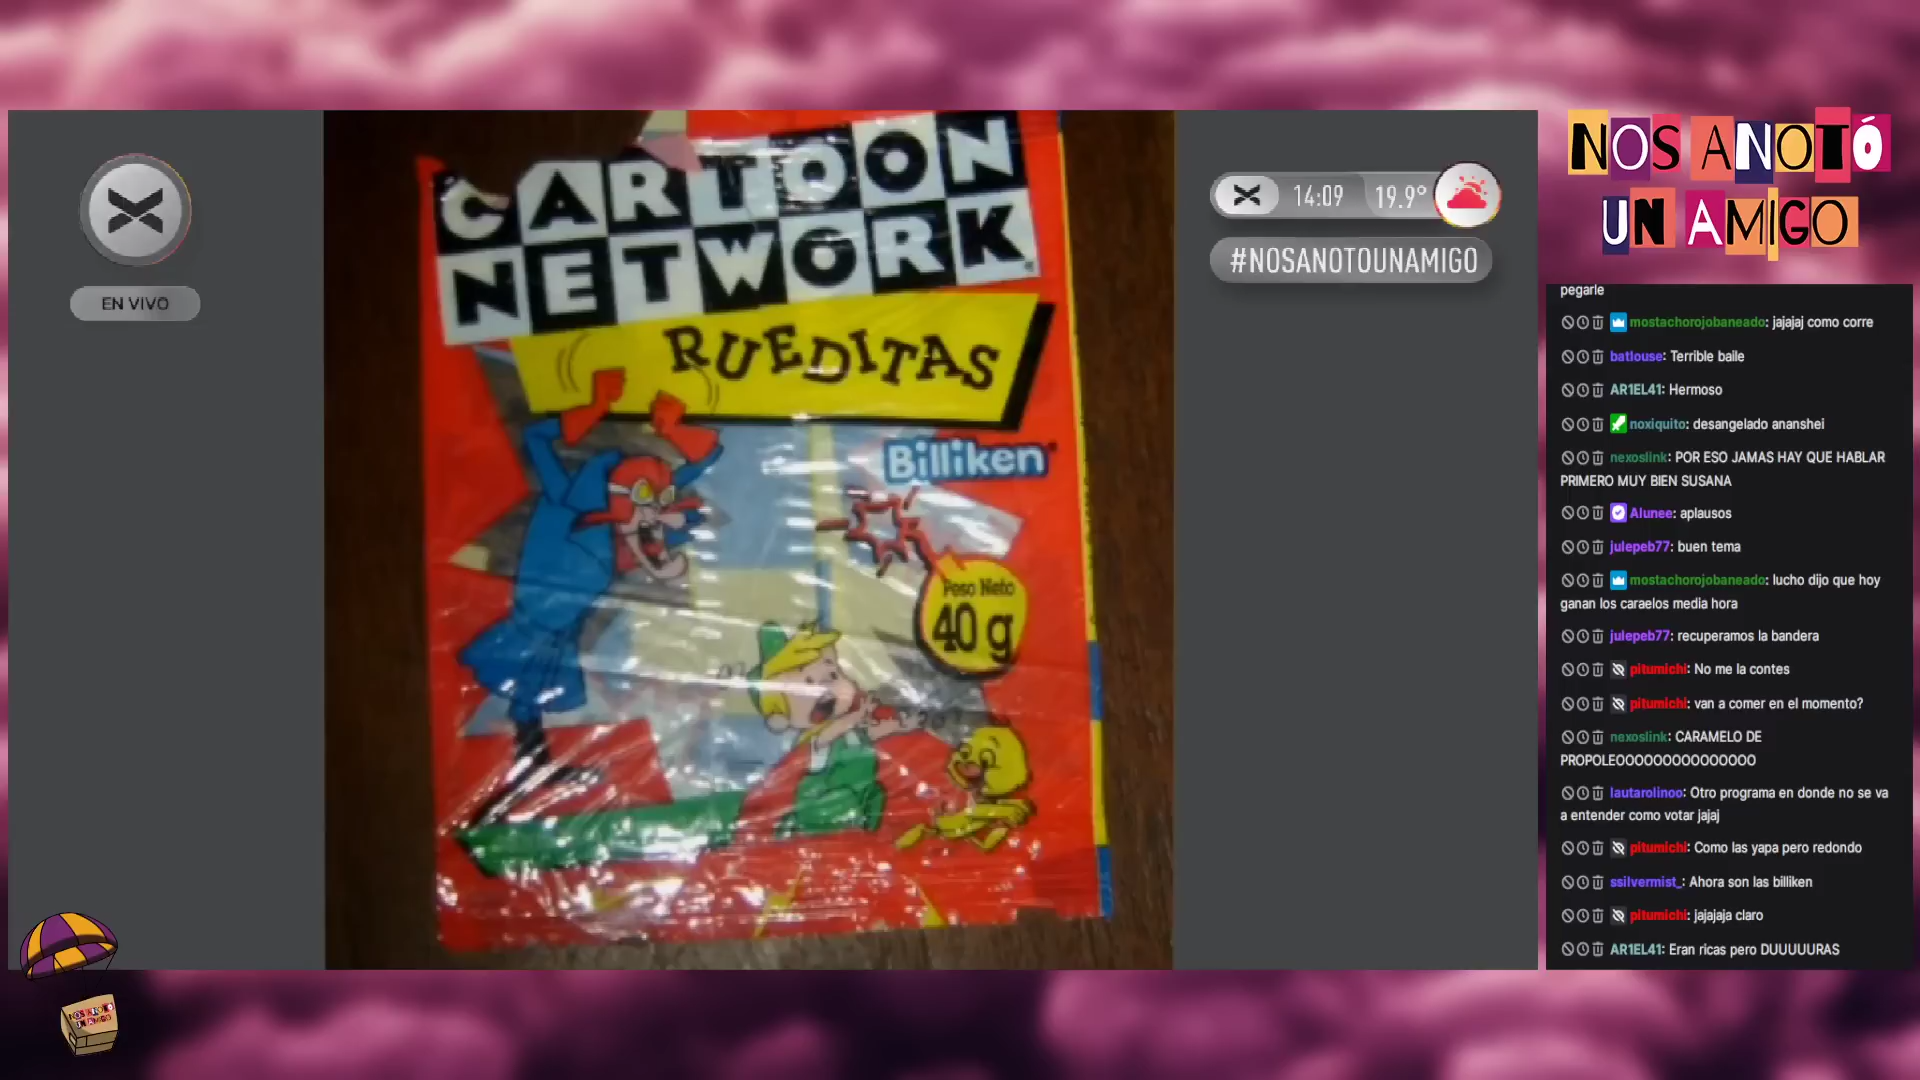 EN VIVO
CARTOON
NETWORK
RUEDITAS
Billiken
Peso Neto
40 g
14:09 19.9°
#NOSANOTOUNAMIGO
NOS ANOTÓ
UN AMIGO
pegarle
mostachorojobaneado: jajajaj como corre
batlouse: Terrible baile
AR1EL41: Hermoso
noxiquito: desangelado ananshei
nexoslink: POR ESO JAMAS HAY QUE HABLAR
PRIMERO MUY BIEN SUSANA
Alunee: aplausos
julepeb77: buen tema
mostachorojobaneado: lucho dijo que hoy
ganan los caraelos media hora
julepeb77: recuperamos la bandera
pitumichi: No me la contes
pitumichi: van a comer en el momento?
nexoslink: CARAMELO DE
PROPOLEOOOOOOOOOOOOOOO
lautarolinoo: Otro programa en donde no se va
a entender como votar jajaj
pitumichi: Como las yapa pero redondo
ssilvermist_: Ahora son las billiken
pitumichi: jajajaja claro
AR1EL41: Eran ricas pero DUUUUURAS
NOS ANOTÓ
UN AMIGO